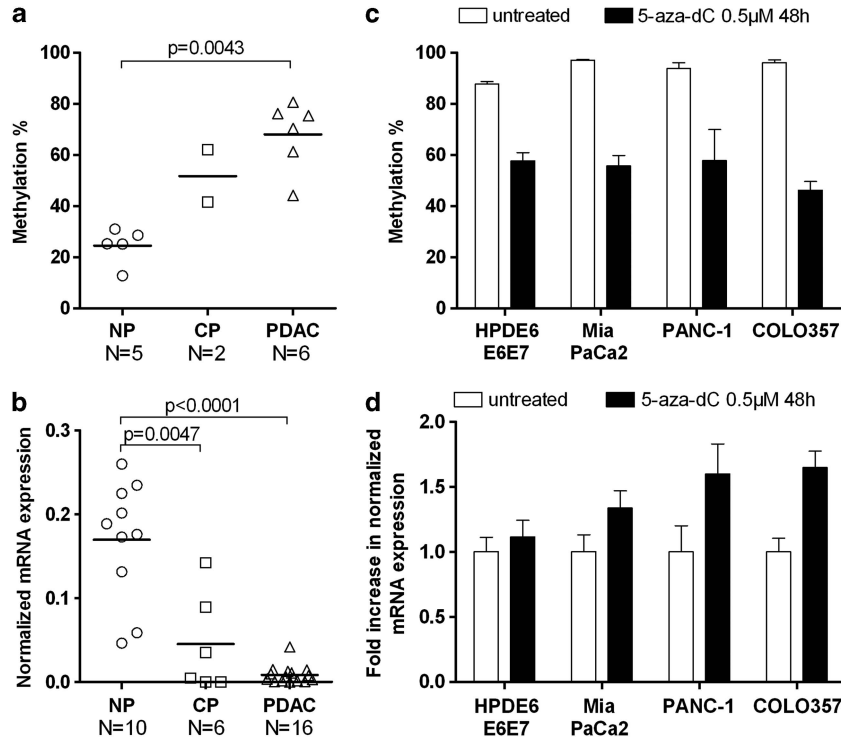 a
p=0.0043
Methylation %
100
80
60
40
20
0
NP
CP
PDAC
N=5
N=2
N=6
b
p<0.0001
p=0.0047
Normalized mRNA expression
0.3
0.2
0.1
0.0
NP
CP
PDAC
N=10
N=6
N=16
c
untreated
5-aza-dC 0.5µM 48h
Methylation %
100
80
60
40
20
0
HPDE6
E6E7
Mia
PaCa2
PANC-1
COLO357
d
untreated
5-aza-dC 0.5µM 48h
Fold increase in normalized
mRNA expression
2.0
1.5
1.0
0.5
0.0
HPDE6
E6E7
Mia
PaCa2
PANC-1
COLO357